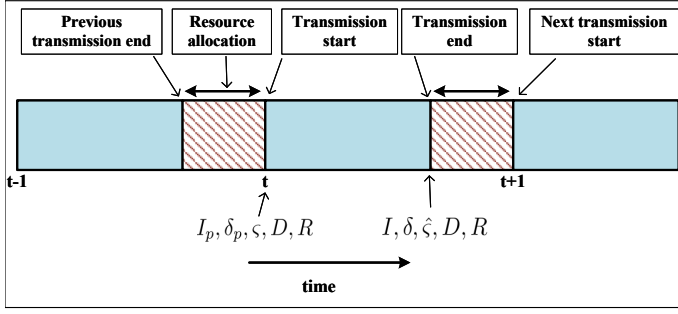 Previous transmission end
Resource allocation
Transmission start
Transmission end
Next transmission start
t-1
t
t+1
I_p, δ_p, ς, D, R
I, δ, ς̂, D, R
time